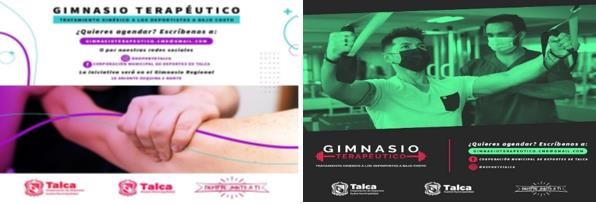 GIMNASIO TERAPÉUTICO
TRATAMIENTO KINÉSICO A LOS DEPORTISTAS A BAJO COSTO
¿Quieres agendar? Escríbenos a:
GIMNASIOTERAPEUTICO.CMD@GMAIL.COM
O por nuestras redes sociales
@DEPORTETALCA
CORPORACIÓN MUNICIPAL DE DEPORTES DE TALCA
La iniciativa será en el Gimnasio Regional
Talca
Talca
GIMNASIO
TERAPÉUTICO
TRATAMIENTO KINÉSICO A LOS DEPORTISTAS A BAJO COSTO
¿Quieres agendar? Escríbenos a:
GIMNASIOTERAPEUTICO.CMD@GMAIL.COM
CORPORACIÓN MUNICIPAL DE DEPORTES DE TALCA
@DEPORTETALCA
Talca
Talca